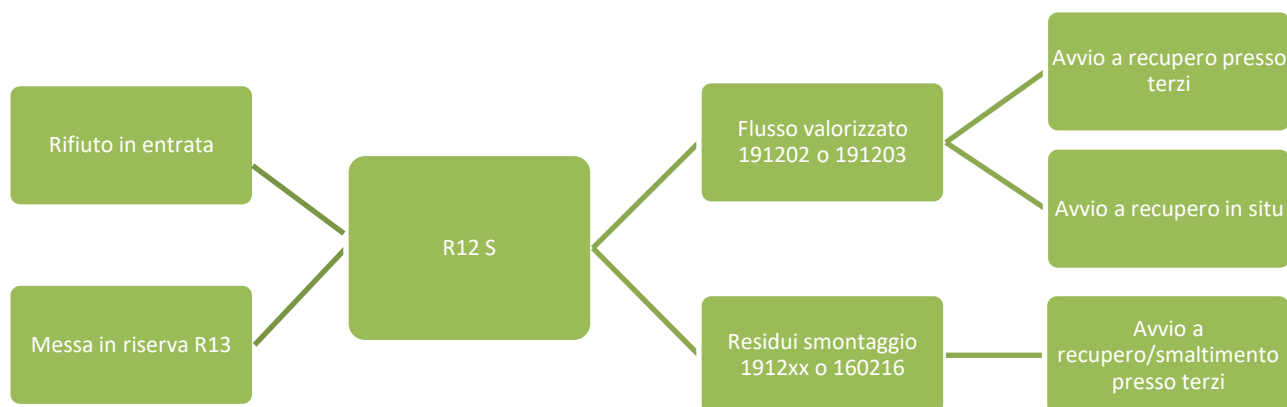 Rifiuto in entrata
Messa in riserva R13
R12 S
Flusso valorizzato
191202 o 191203
Residui smontaggio
1912xx o 160216
Avvio a recupero presso
terzi
Avvio a recupero in situ
Avvio a
recupero/smaltimento
presso terzi